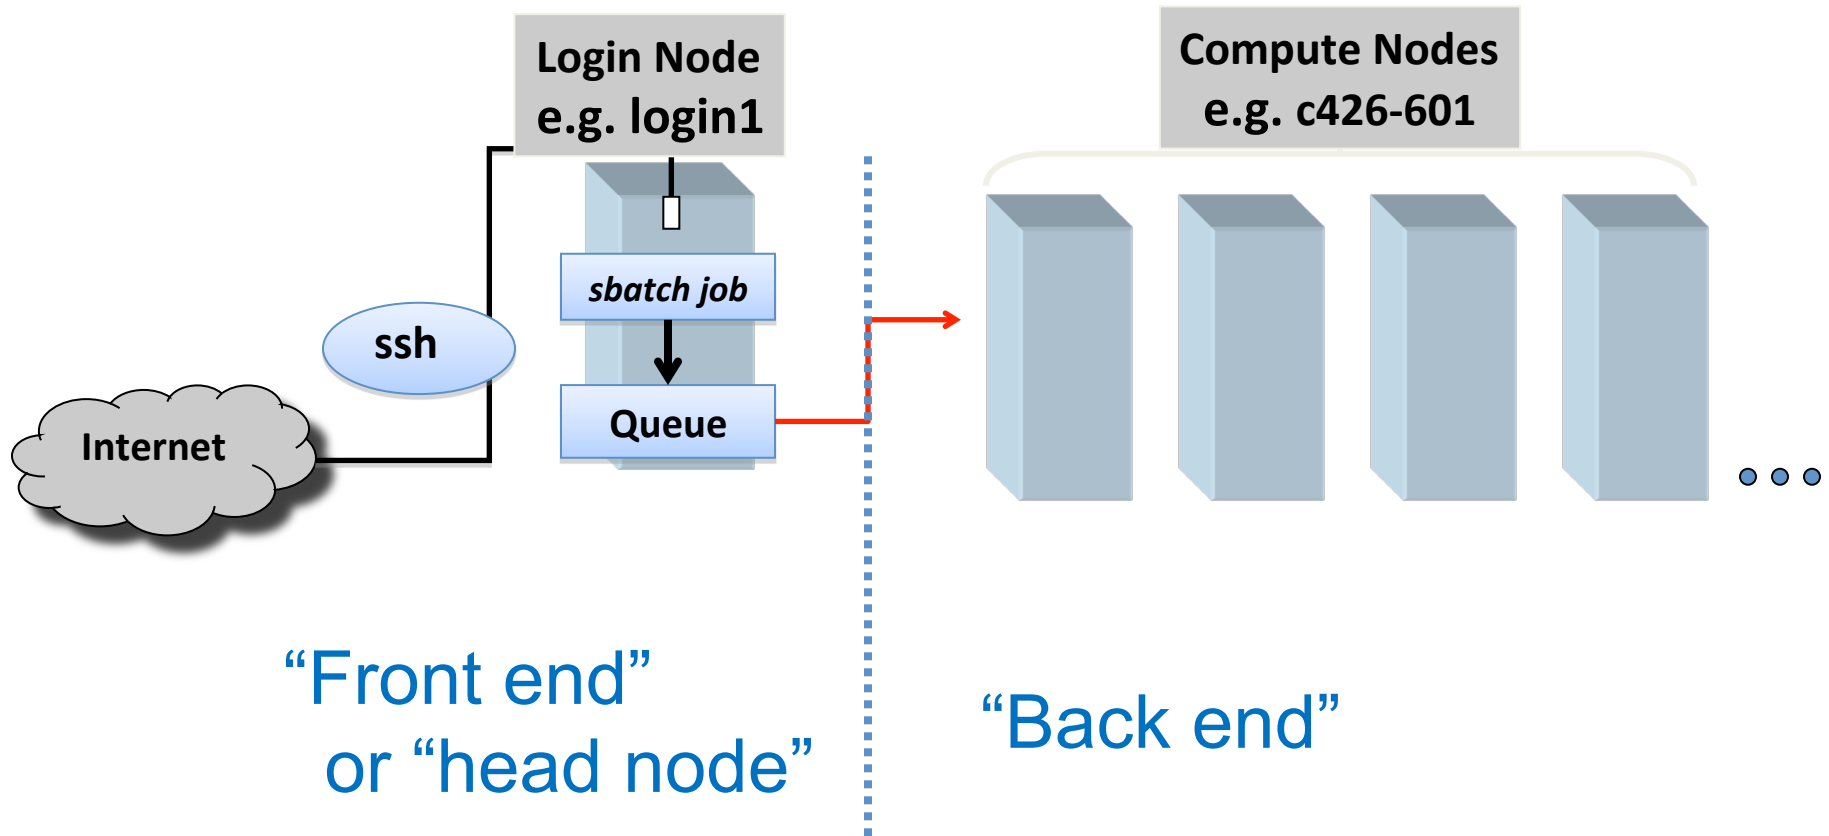 Login Node
e.g. login1
Compute Nodes
e.g. c426-601
sbatch job
ssh
Queue
Internet
“Front end”
or “head node”
“Back end”